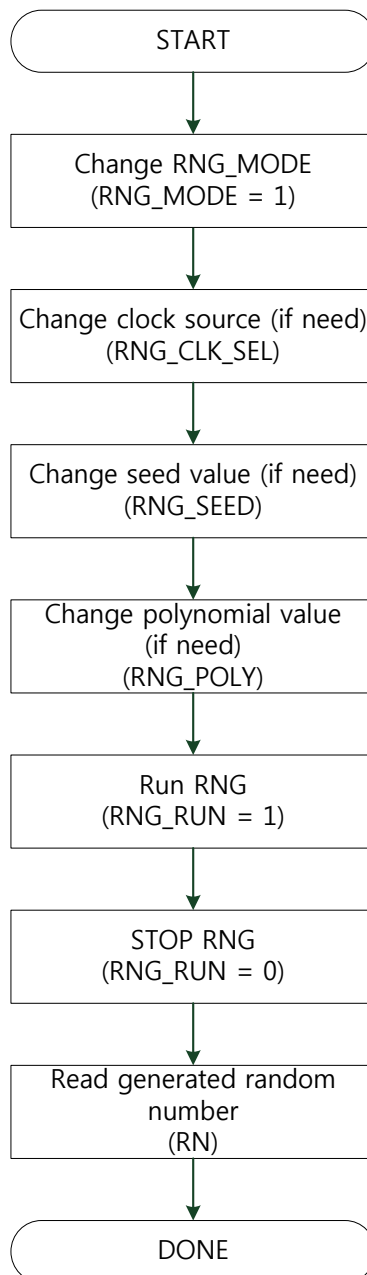 START
Change RNG_MODE
(RNG_MODE = 1)
Change clock source (if need)
(RNG_CLK_SEL)
Change seed value (if need)
(RNG_SEED)
Change polynomial value
(if need)
(RNG_POLY)
Run RNG
(RNG_RUN = 1)
STOP RNG
(RNG_RUN = 0)
Read generated random
number
(RN)
DONE